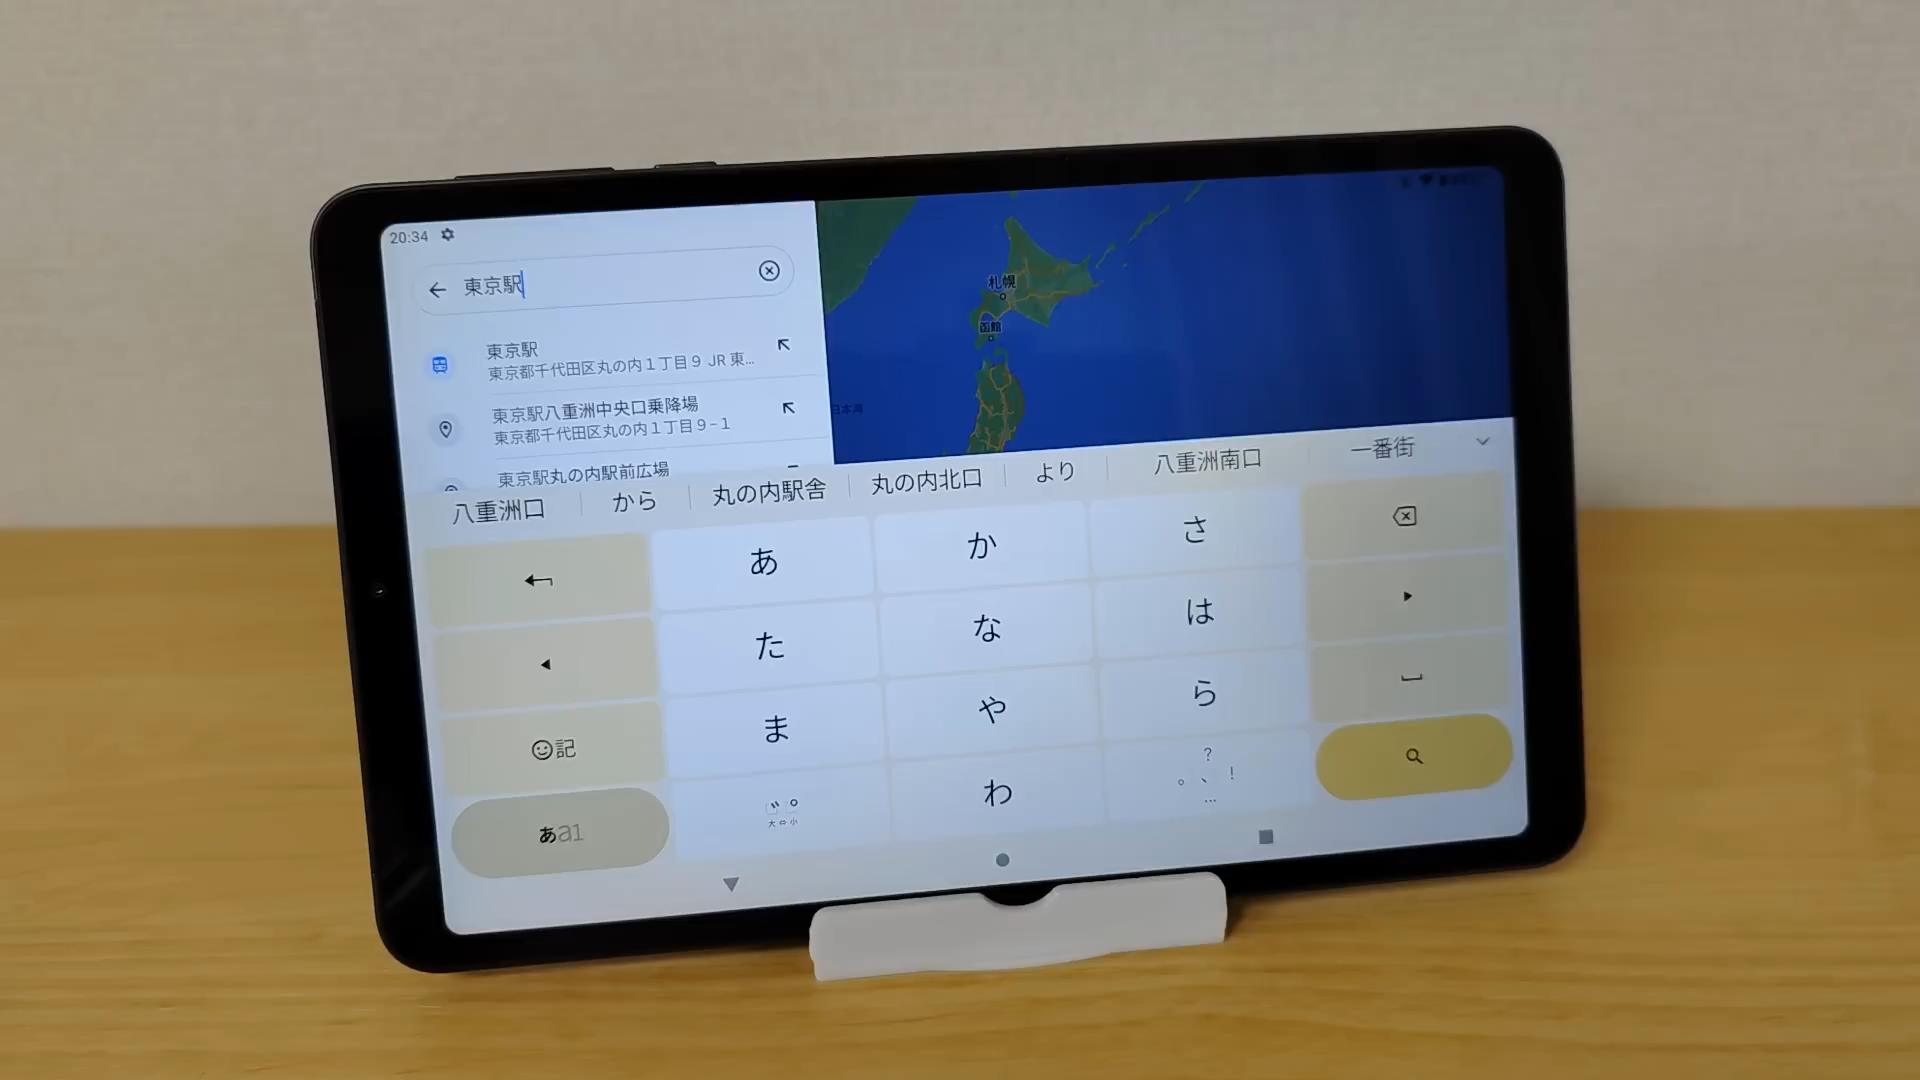 20:34
東京駅
東京駅
東京都千代田区丸の内1丁目9 JR 東...
東京駅八重洲中央口乗降場
東京都千代田区丸の内1丁目9−1
東京駅丸の内駅前広場
札幌
函館
日本海
八重洲口 から 丸の内駅舎 丸の内北口 より 八重洲南口 一番街
あ か さ
た な は
記 ま や ら
あa1 大⇔小 わ 。、?!…